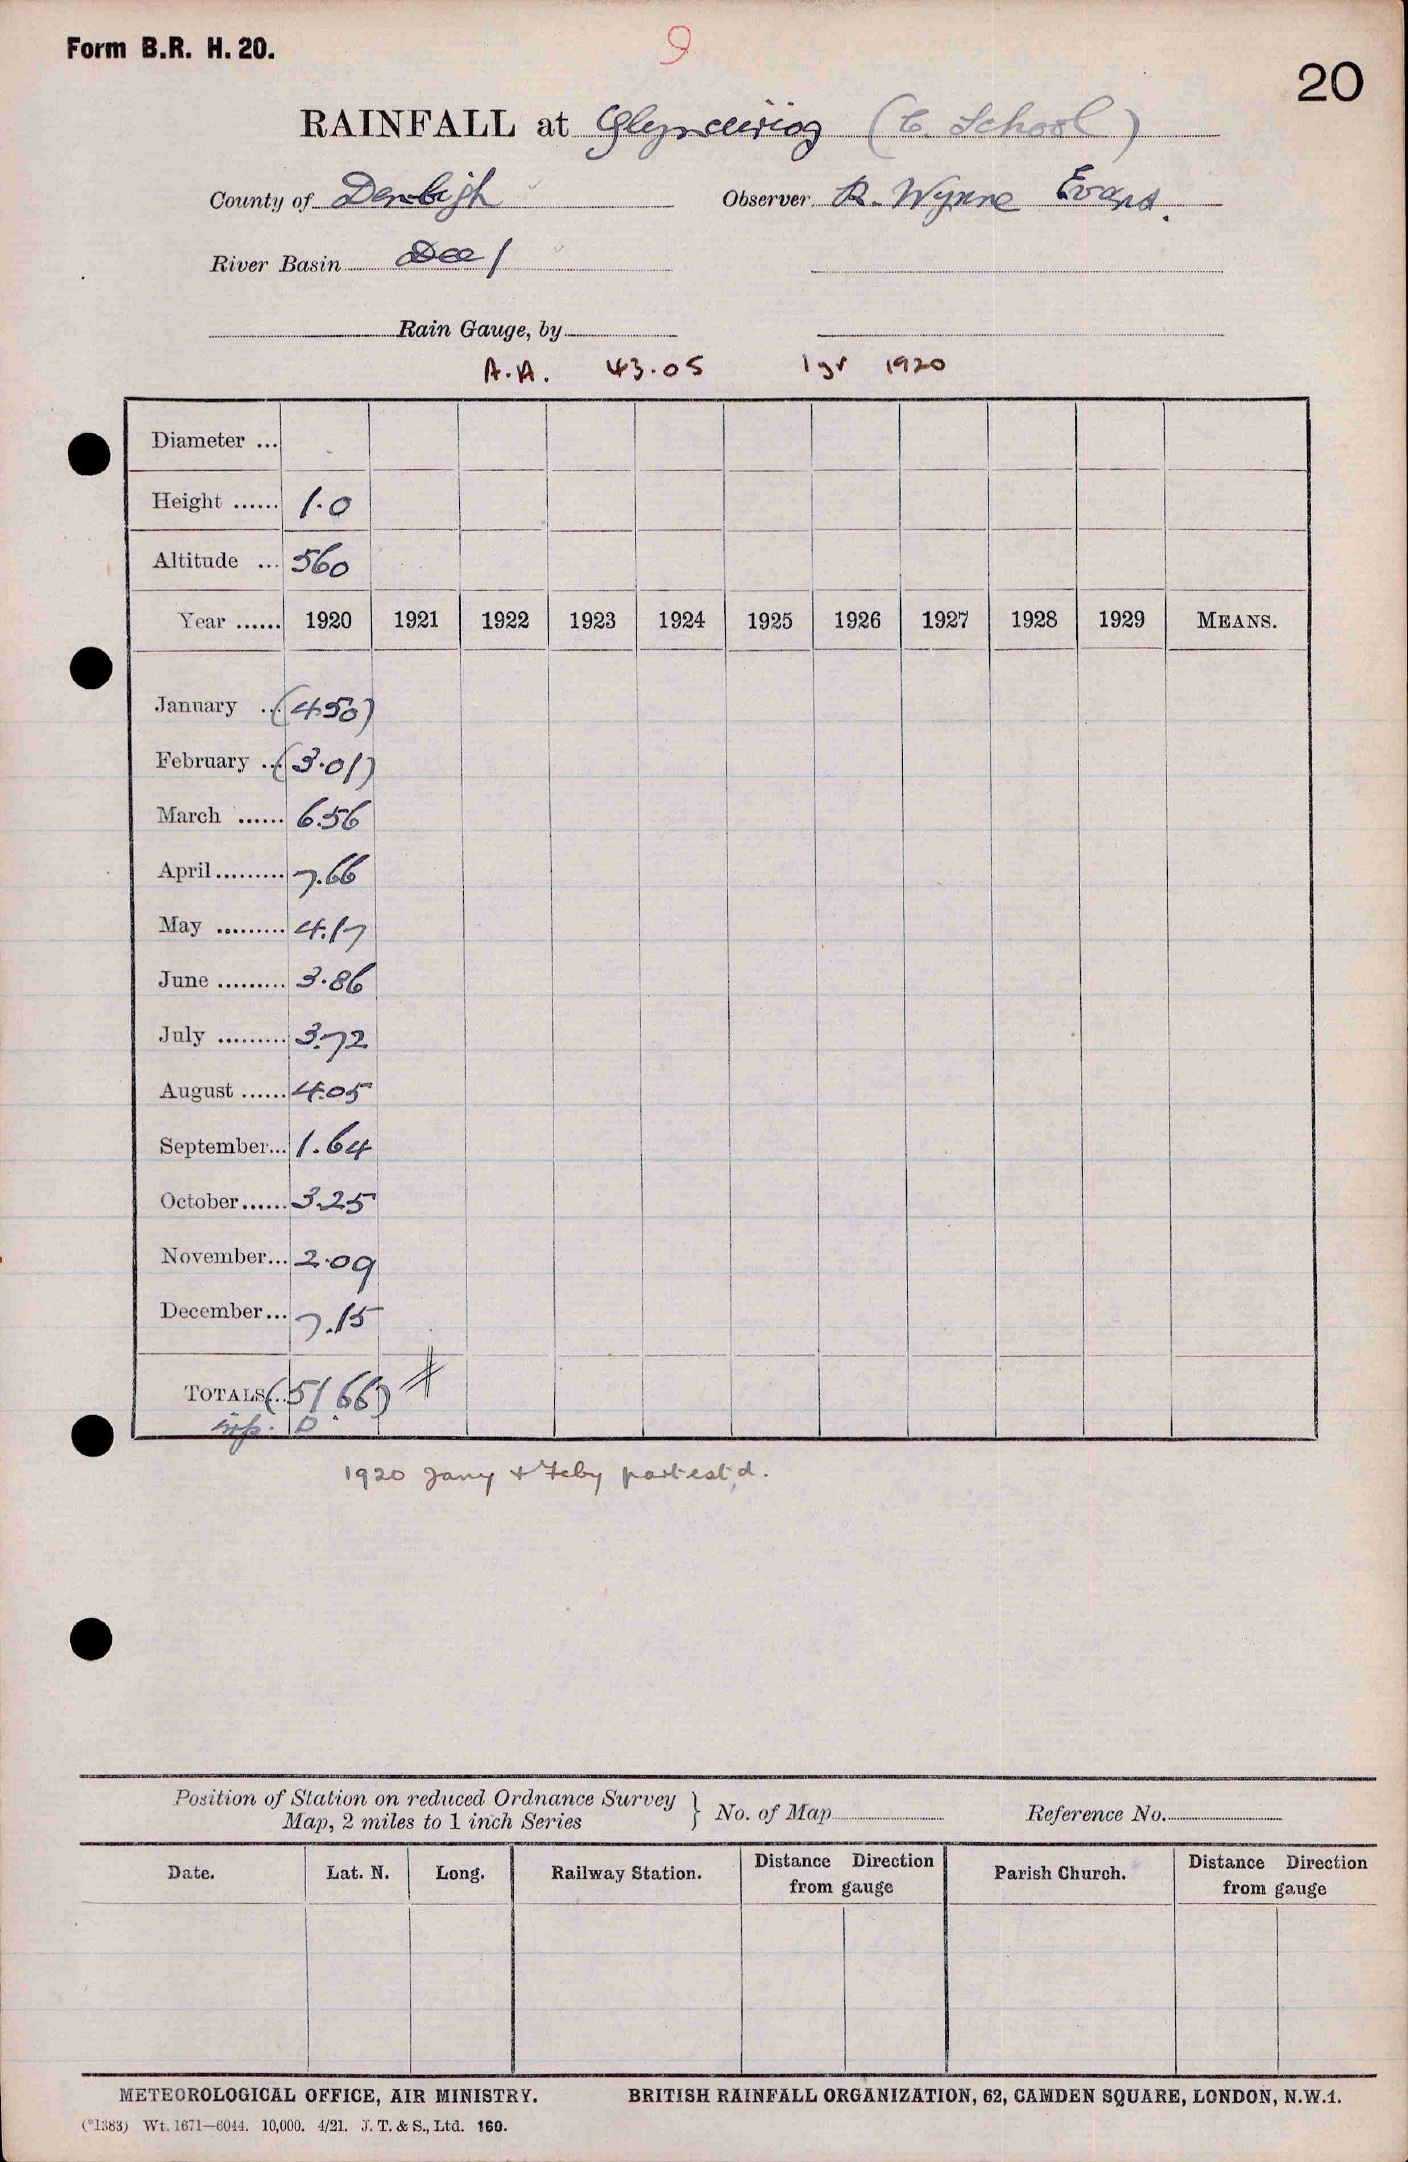 Form B.R. H. 20.
9
20
RAINFALL at Glynceiriog (C. School)
County of Denbigh
Observer R. Wynne Evans.
River Basin Dee /
Rain Gauge, by
A.A. 43.05 1 yr 1920
Diameter ...
Height ...... 1.0
Altitude ... 560
Year ...... 1920 1921 1922 1923 1924 1925 1926 1927 1928 1929 MEANS.
January ... (4.50)
February ... (3.01)
March ...... 6.56
April......... 7.66
May ......... 4.17
June ......... 3.86
July ......... 3.72
August ...... 4.05
September... 1.64
October...... 3.25
November... 2.09
December... 7.15
TOTALS... (51.66) #
D
1920 Jany & Feby part est'd.
Position of Station on reduced Ordnance Survey
Map, 2 miles to 1 inch Series } No. of Map Reference No.
Date. Lat. N. Long. Railway Station. Distance Direction from gauge Parish Church. Distance Direction from gauge
METEOROLOGICAL OFFICE, AIR MINISTRY. BRITISH RAINFALL ORGANIZATION, 62, CAMDEN SQUARE, LONDON, N.W.1.
(*1383) Wt. 1671—6044. 10,000. 4/21. J. T. & S., Ltd. 160.